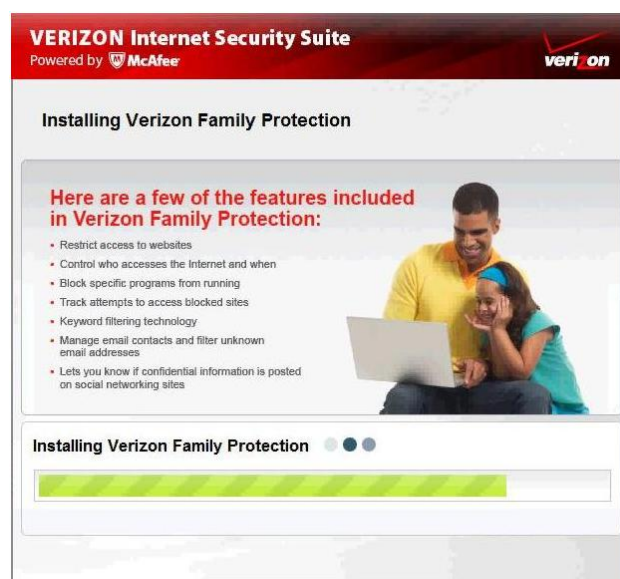 VERIZON Internet Security Suite
Powered by McAfee
verizon
Installing Verizon Family Protection
Here are a few of the features included
in Verizon Family Protection:
• Restrict access to websites
• Control who accesses the Internet and when
• Block specific programs from running
• Track attempts to access blocked sites
• Keyword filtering technology
• Manage email contacts and filter unknown
email addresses
• Lets you know if confidential information is posted
on social networking sites
Installing Verizon Family Protection